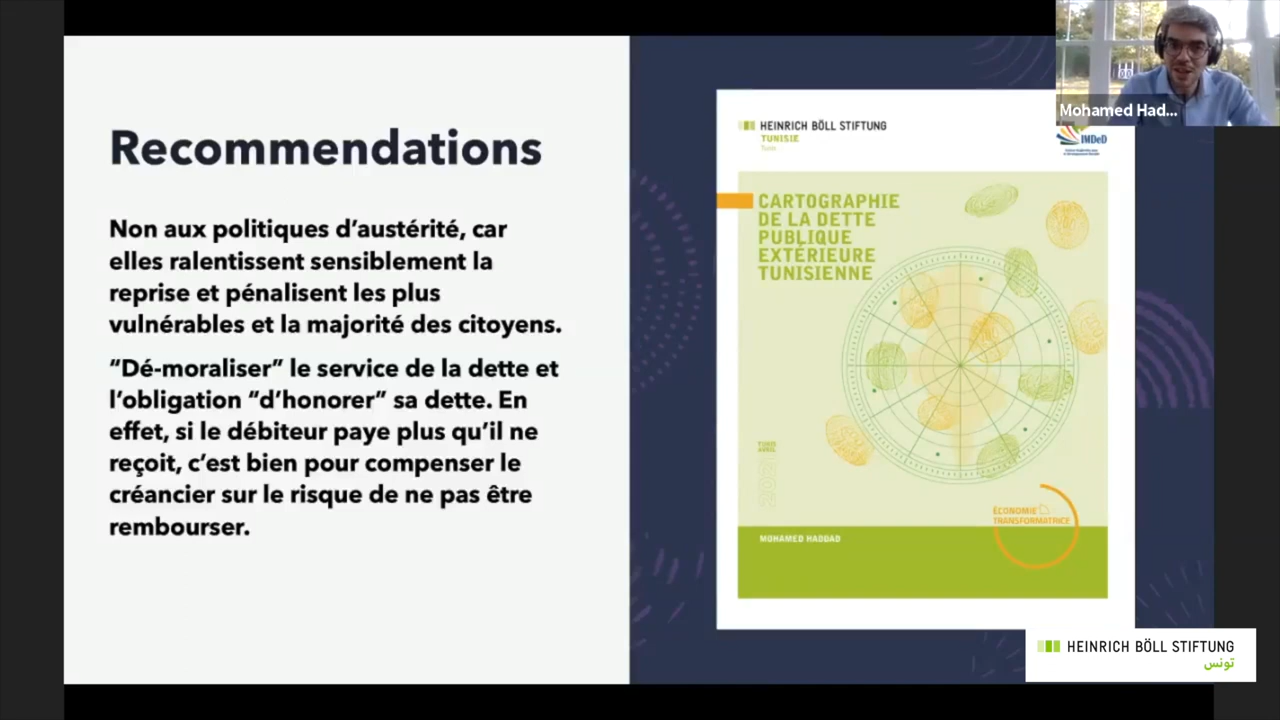 Recommendations
Non aux politiques d’austérité, car
elles ralentissent sensiblement la
reprise et pénalisent les plus
vulnérables et la majorité des citoyens.
“Dé-moraliser” le service de la dette et
l’obligation “d’honorer” sa dette. En
effet, si le débiteur paye plus qu’il ne
reçoit, c’est bien pour compenser le
créancier sur le risque de ne pas être
rembourser.
Mohamed Had...
HEINRICH BÖLL STIFTUNG
TUNISIE
Tunis
IMDeD
CARTOGRAPHIE
DE LA DETTE
PUBLIQUE
EXTÉRIEURE
TUNISIENNE
TUNIS
AVRIL
ÉCONOMIE
TRANSFORMATRICE
MOHAMED HADDAD
HEINRICH BÖLL STIFTUNG
تونس